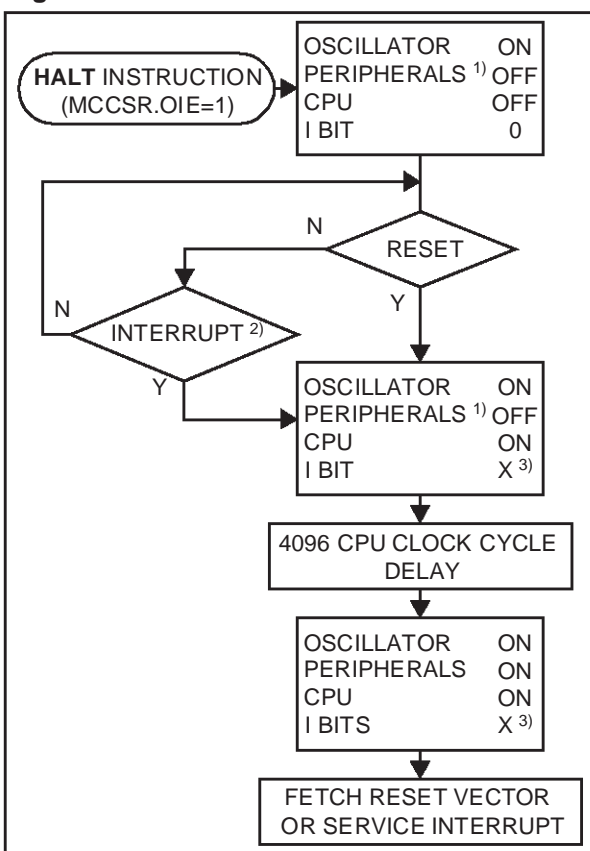 HALT INSTRUCTION
(MCCSR.OIE=1)
OSCILLATOR ON
PERIPHERALS 1) OFF
CPU OFF
I BIT 0
N
RESET
Y
N
INTERRUPT 2)
Y
OSCILLATOR ON
PERIPHERALS 1) OFF
CPU ON
I BIT X 3)
4096 CPU CLOCK CYCLE
DELAY
OSCILLATOR ON
PERIPHERALS ON
CPU ON
I BITS X 3)
FETCH RESET VECTOR
OR SERVICE INTERRUPT